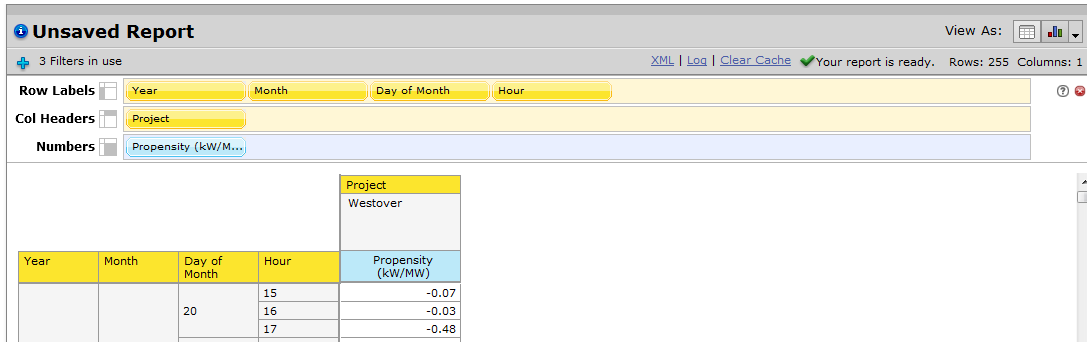 Unsaved Report View As:
3 Filters in use XML | Log | Clear Cache Your report is ready. Rows: 255 Columns: 1
Row Labels Year Month Day of Month Hour
Col Headers Project
Numbers Propensity (kW/M...
Project
Westover
Year Month Day of Month Hour Propensity (kW/MW)
15 -0.07
20 16 -0.03
17 -0.48